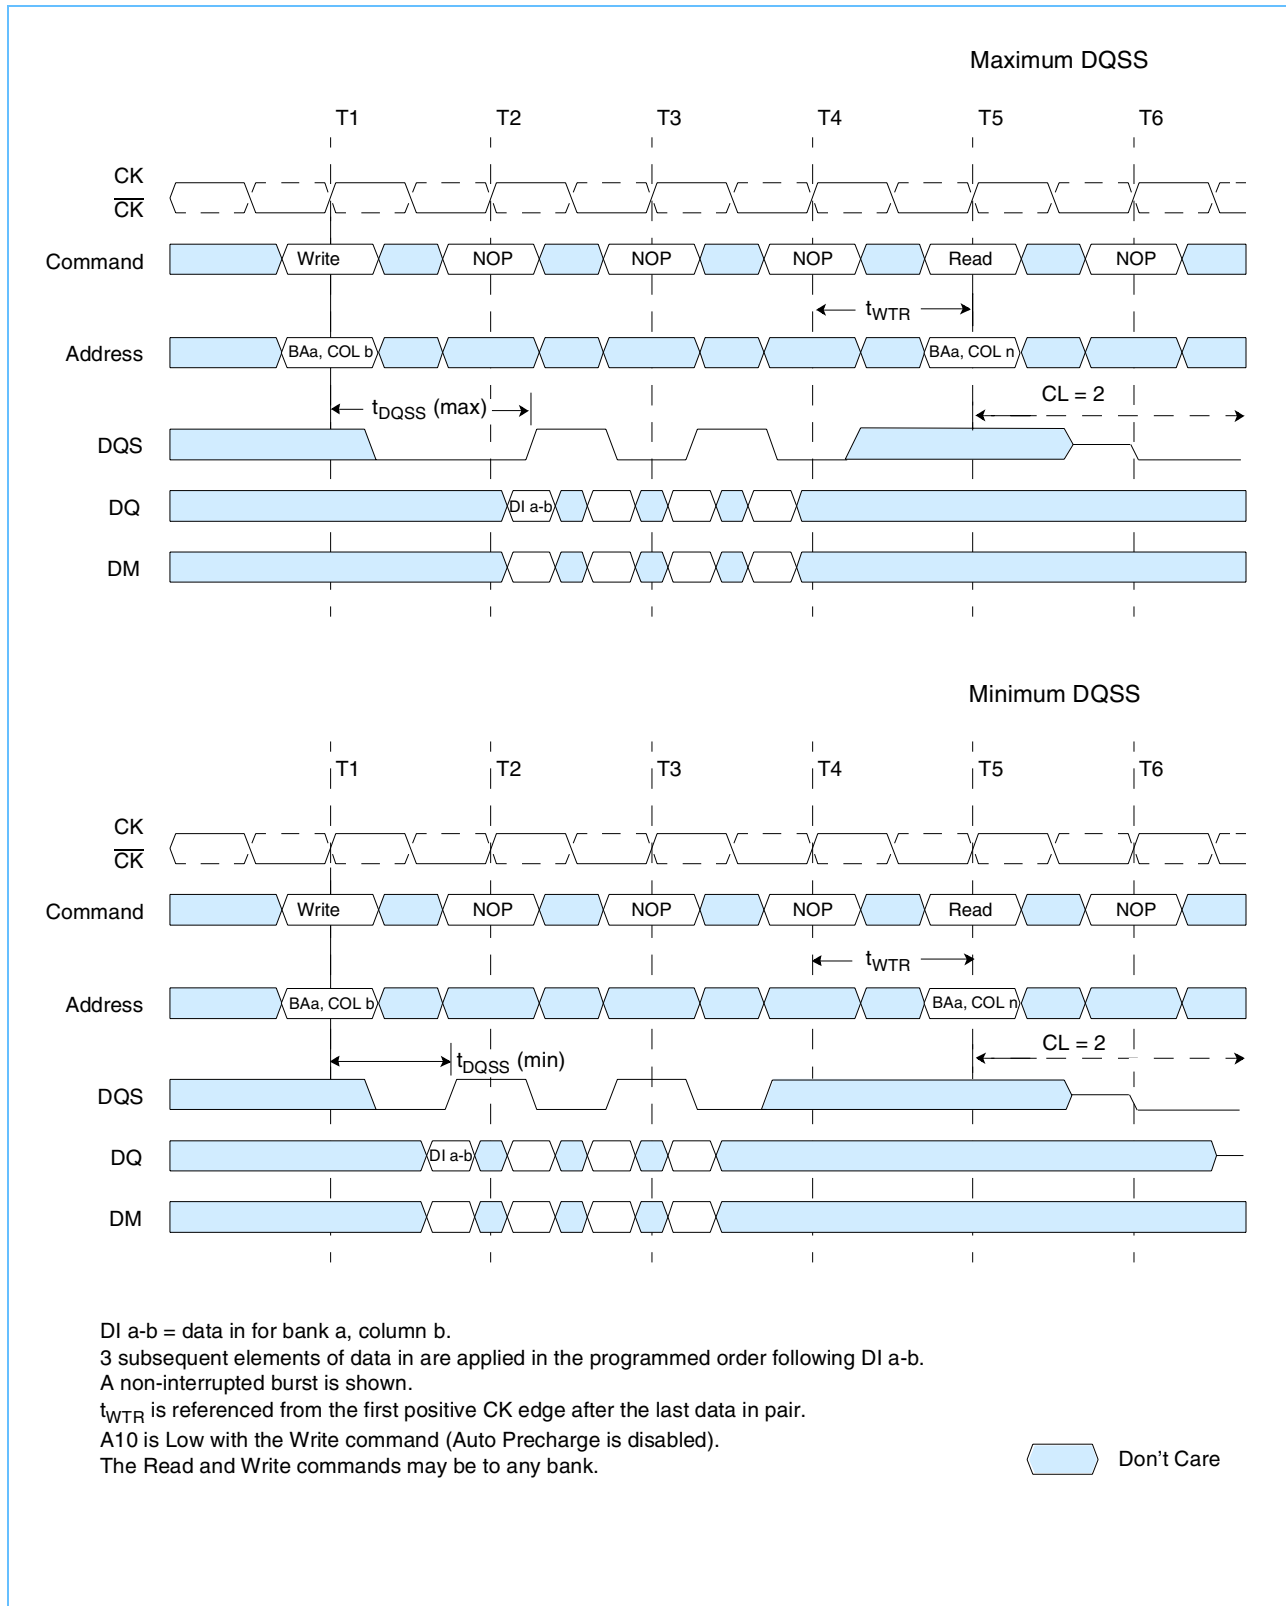 Maximum DQSS
T1 T2 T3 T4 T5 T6
CK
CK
Command Write NOP NOP NOP Read NOP
tWTR
Address BAa, COL b BAa, COL n
tDQSS (max) CL = 2
DQS
DQ DI a-b
DM
Minimum DQSS
T1 T2 T3 T4 T5 T6
CK
CK
Command Write NOP NOP NOP Read NOP
tWTR
Address BAa, COL b BAa, COL n
tDQSS (min) CL = 2
DQS
DQ DI a-b
DM
DI a-b = data in for bank a, column b.
3 subsequent elements of data in are applied in the programmed order following DI a-b.
A non-interrupted burst is shown.
tWTR is referenced from the first positive CK edge after the last data in pair.
A10 is Low with the Write command (Auto Precharge is disabled).
The Read and Write commands may be to any bank.
Don't Care